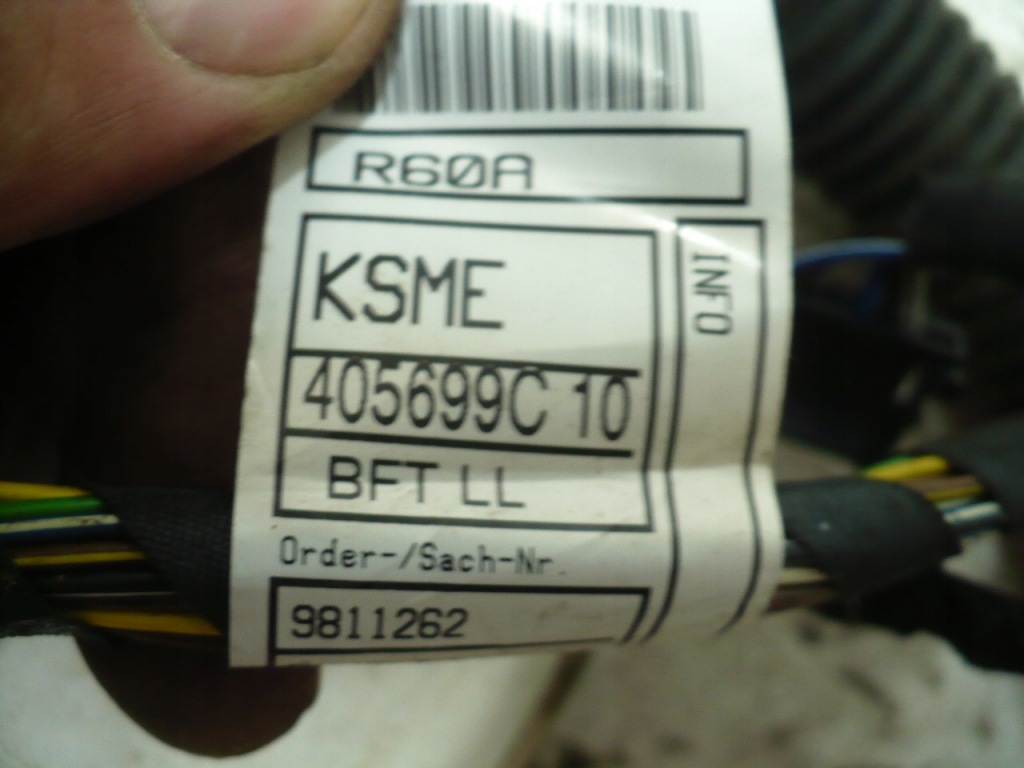 R60A
KSME
405699C 10
BFT LL
INFO
Order-/Sach-Nr.
9811262